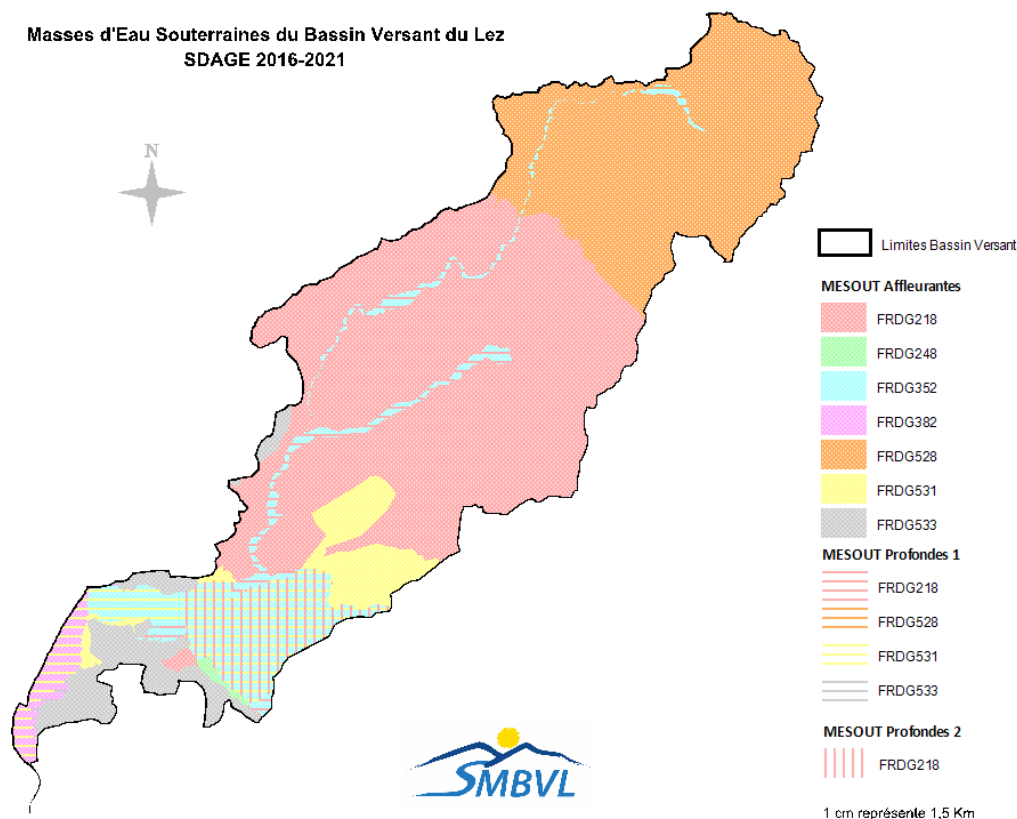 Masses d'Eau Souterraines du Bassin Versant du Lez
SDAGE 2016-2021
N
Limites Bassin Versant
MESOUT Affleurantes
FRDG218
FRDG248
FRDG352
FRDG382
FRDG528
FRDG531
FRDG533
MESOUT Profondes 1
FRDG218
FRDG528
FRDG531
FRDG533
MESOUT Profondes 2
FRDG218
SMBVL
1 cm représente 1,5 Km